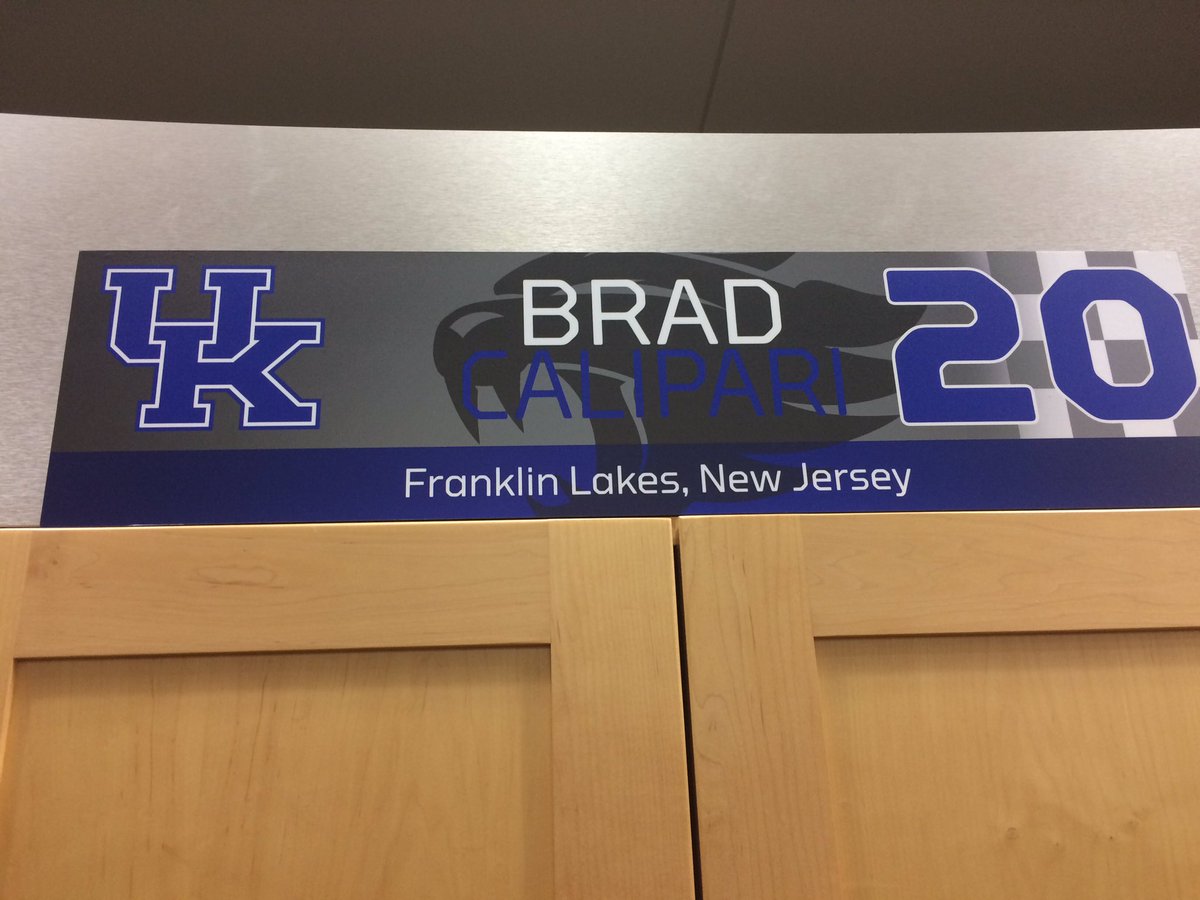 UK
BRAD
CALIPARI
20
Franklin Lakes, New Jersey